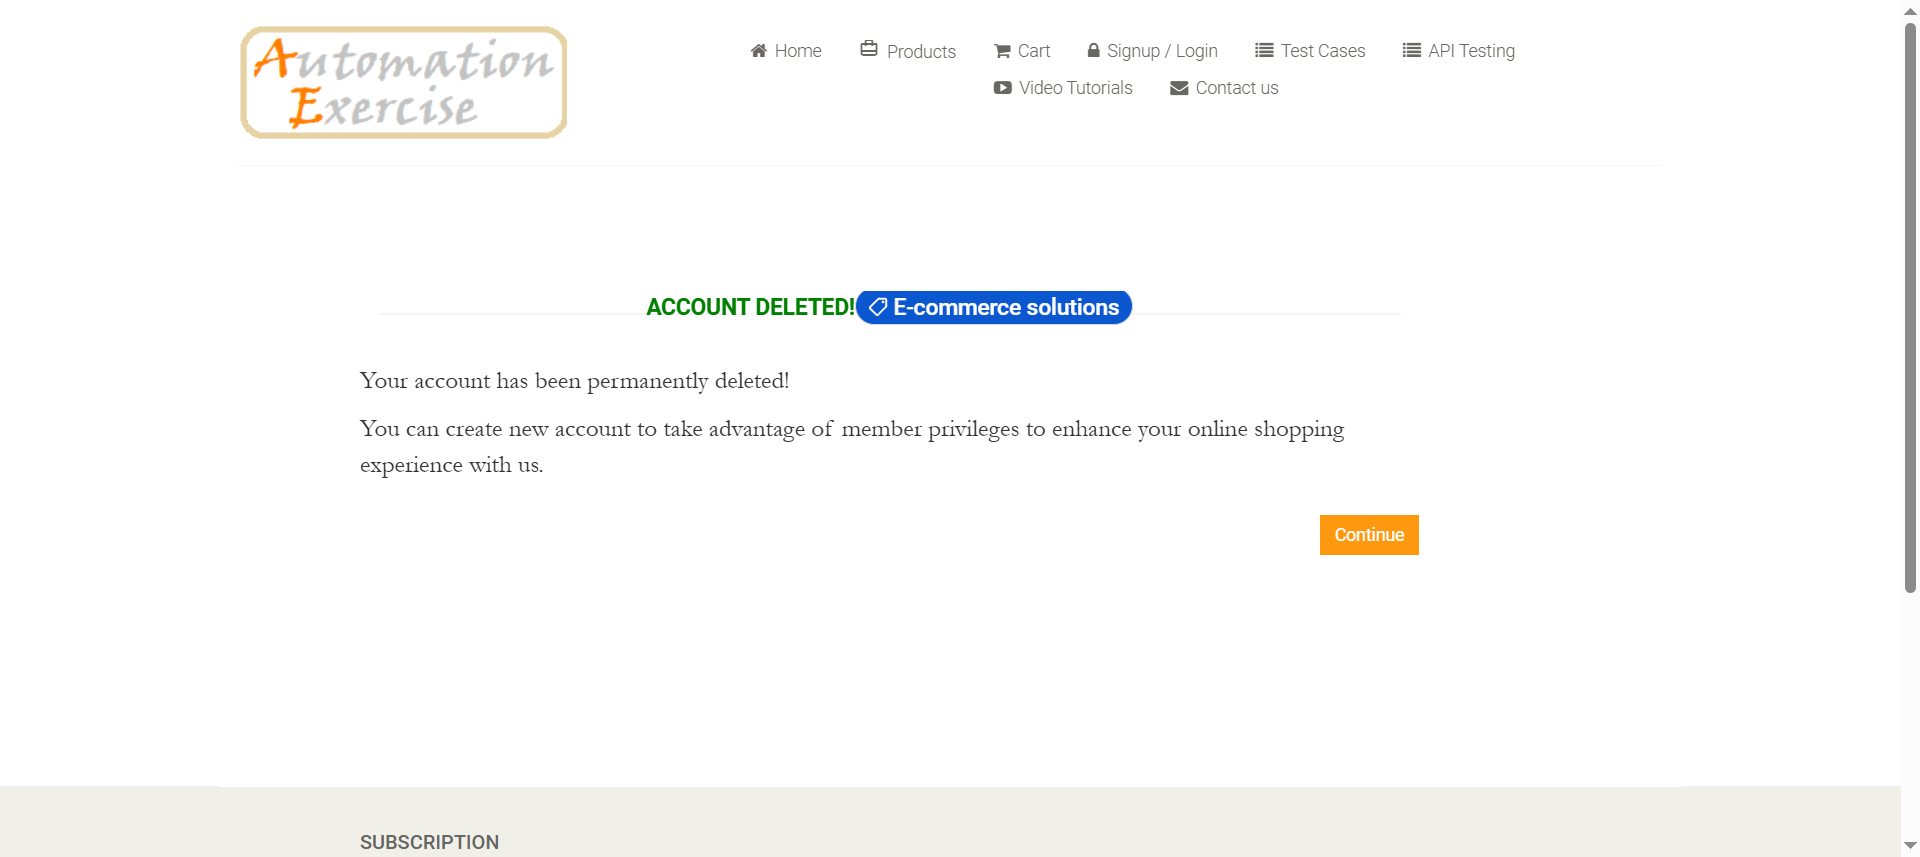 Automation
Exercise
Home Products Cart Signup / Login Test Cases API Testing
Video Tutorials Contact us
ACCOUNT DELETED! E-commerce solutions
Your account has been permanently deleted!
You can create new account to take advantage of member privileges to enhance your online shopping
experience with us.
Continue
SUBSCRIPTION